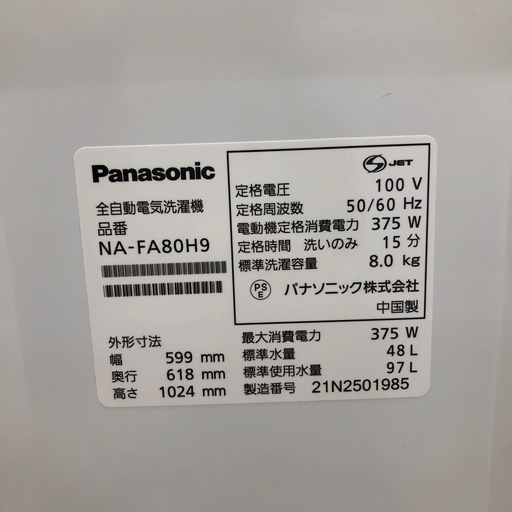 Panasonic
全自動電気洗濯機
品番
NA-FA80H9
外形寸法
幅 599 mm
奥行 618 mm
高さ 1024 mm
S JET
定格電圧 100 V
定格周波数 50/60 Hz
電動機定格消費電力 375 W
定格時間 洗いのみ 15 分
標準洗濯容量 8.0 kg
PS E パナソニック株式会社
中国製
最大消費電力 375 W
標準水量 48 L
標準使用水量 97 L
製造番号 21N2501985